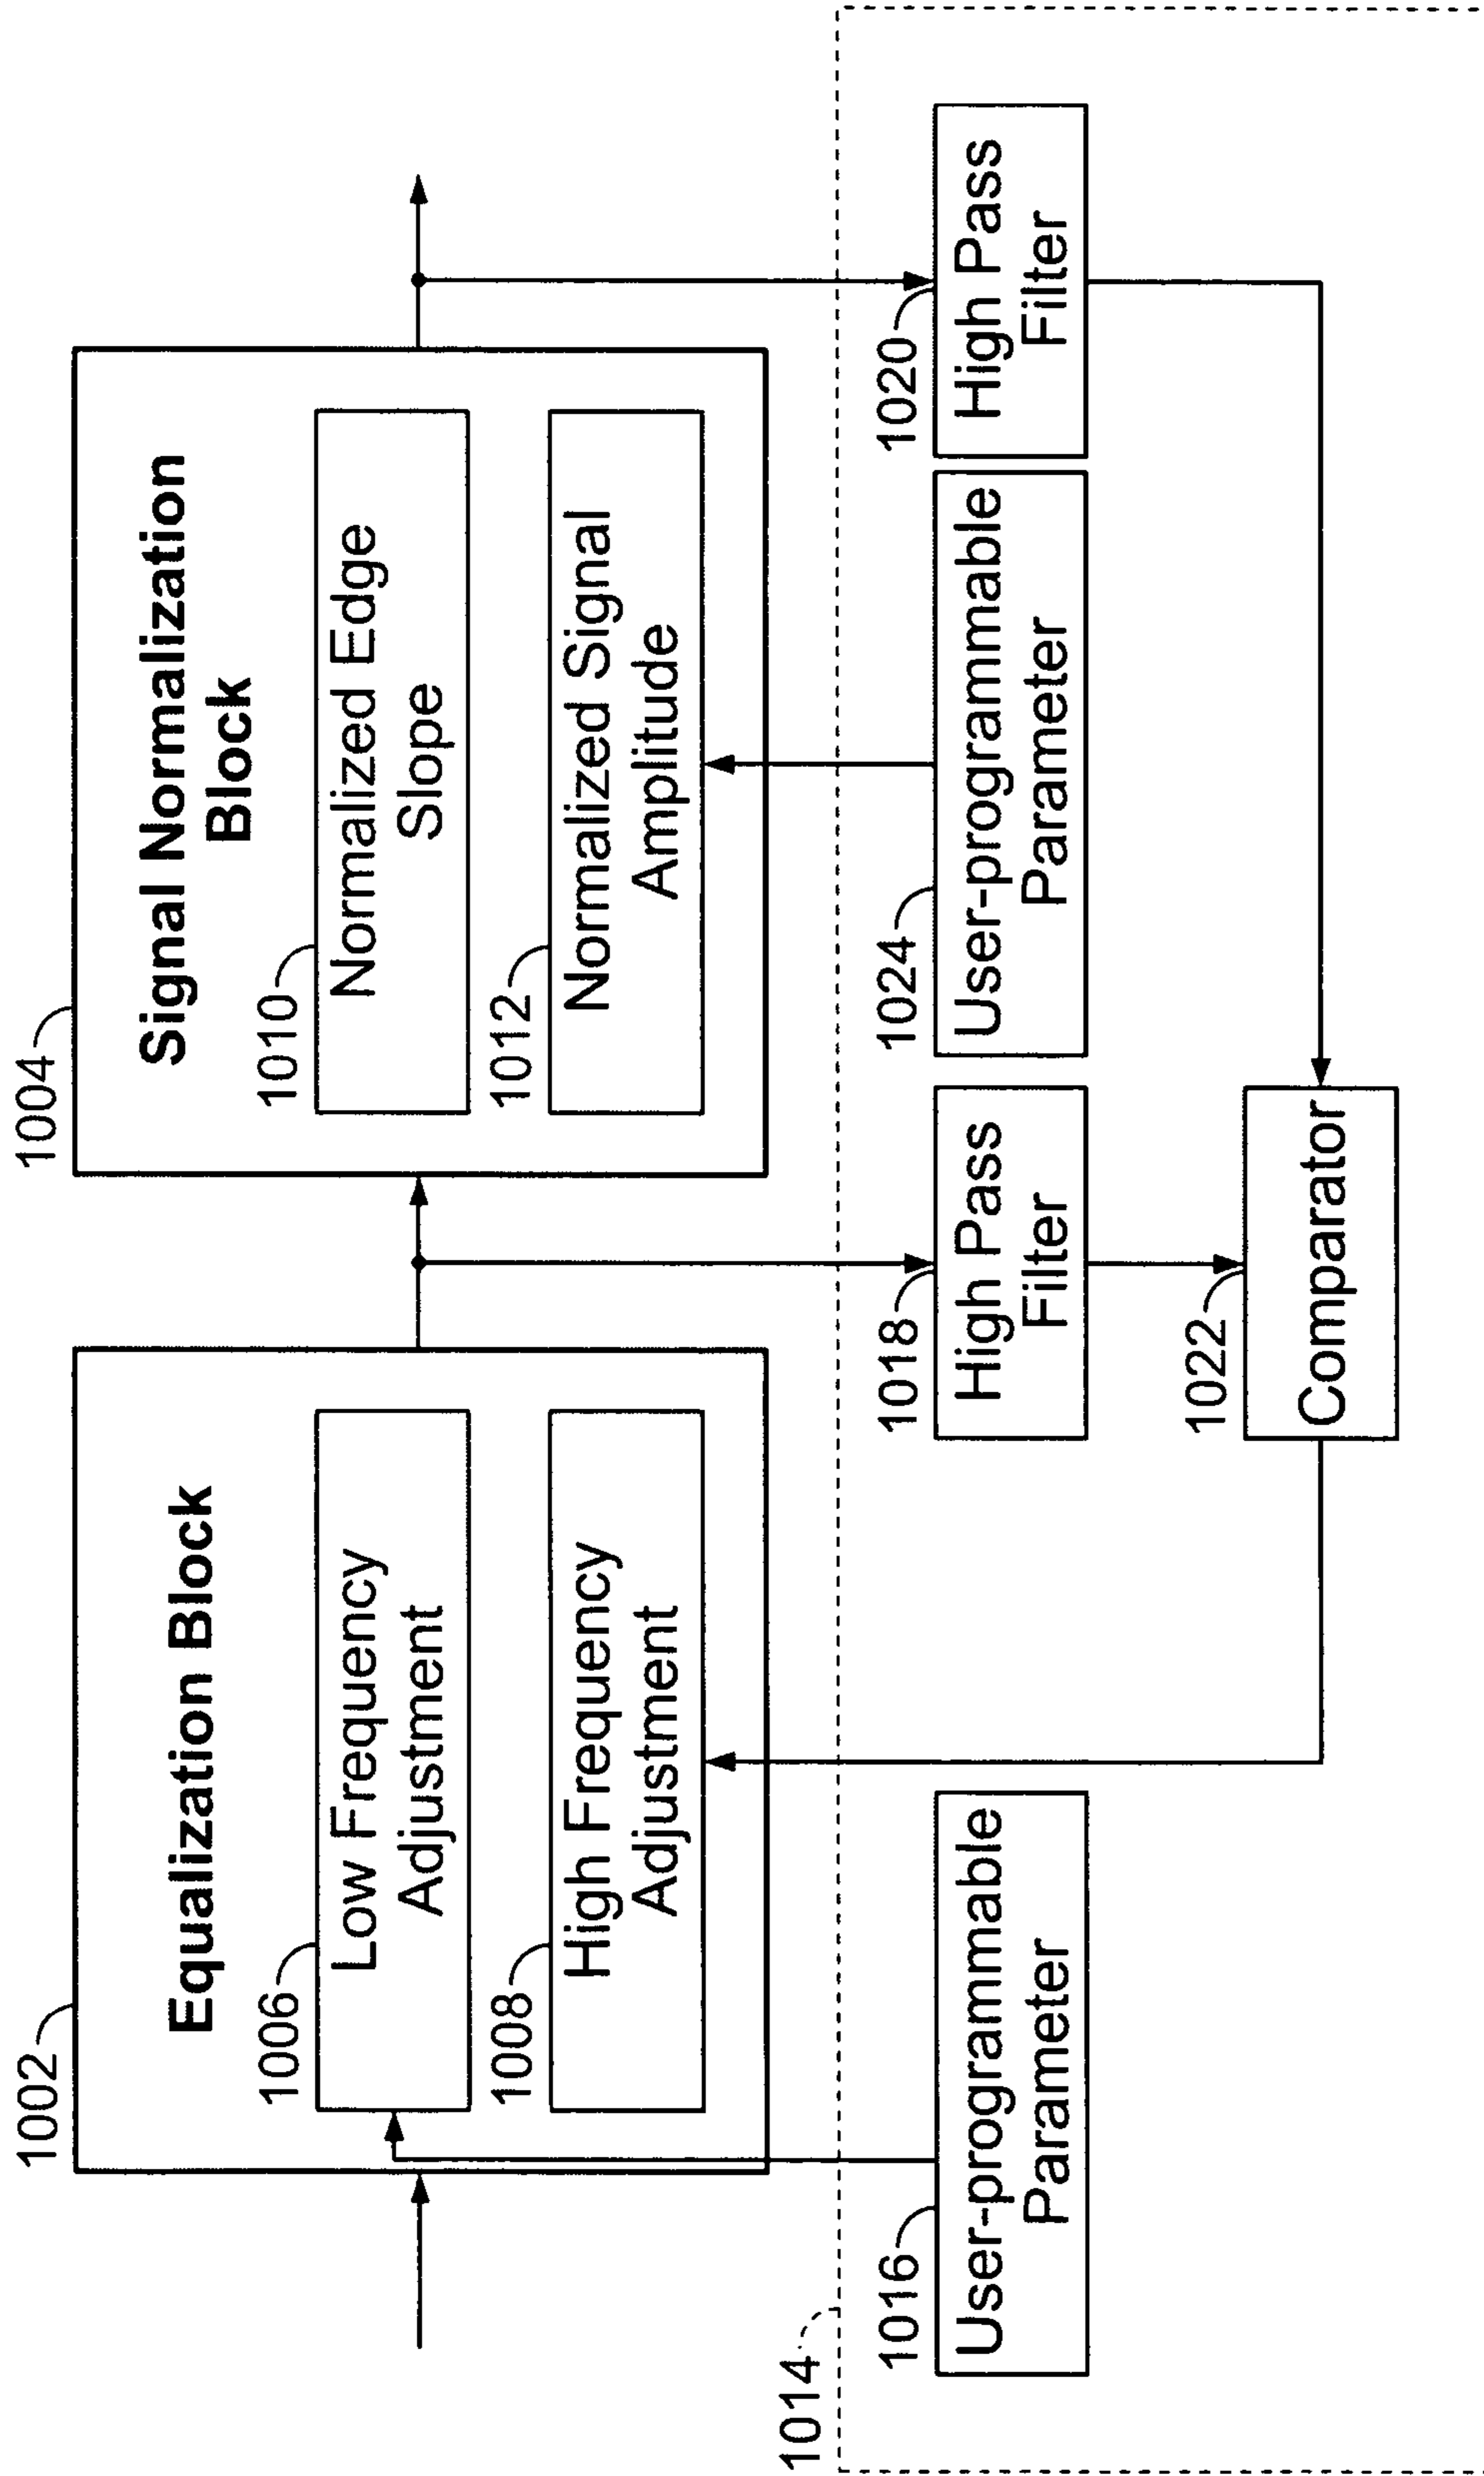 1002
Equalization Block
1006
Low Frequency
Adjustment
1008
High Frequency
Adjustment
1004
Signal Normalization
Block
1010
Normalized Edge
Slope
1012
Normalized Signal
Amplitude
1014
1016
User-programmable
Parameter
1018
High Pass
Filter
1024
User-programmable
Parameter
1020
High Pass
Filter
1022
Comparator